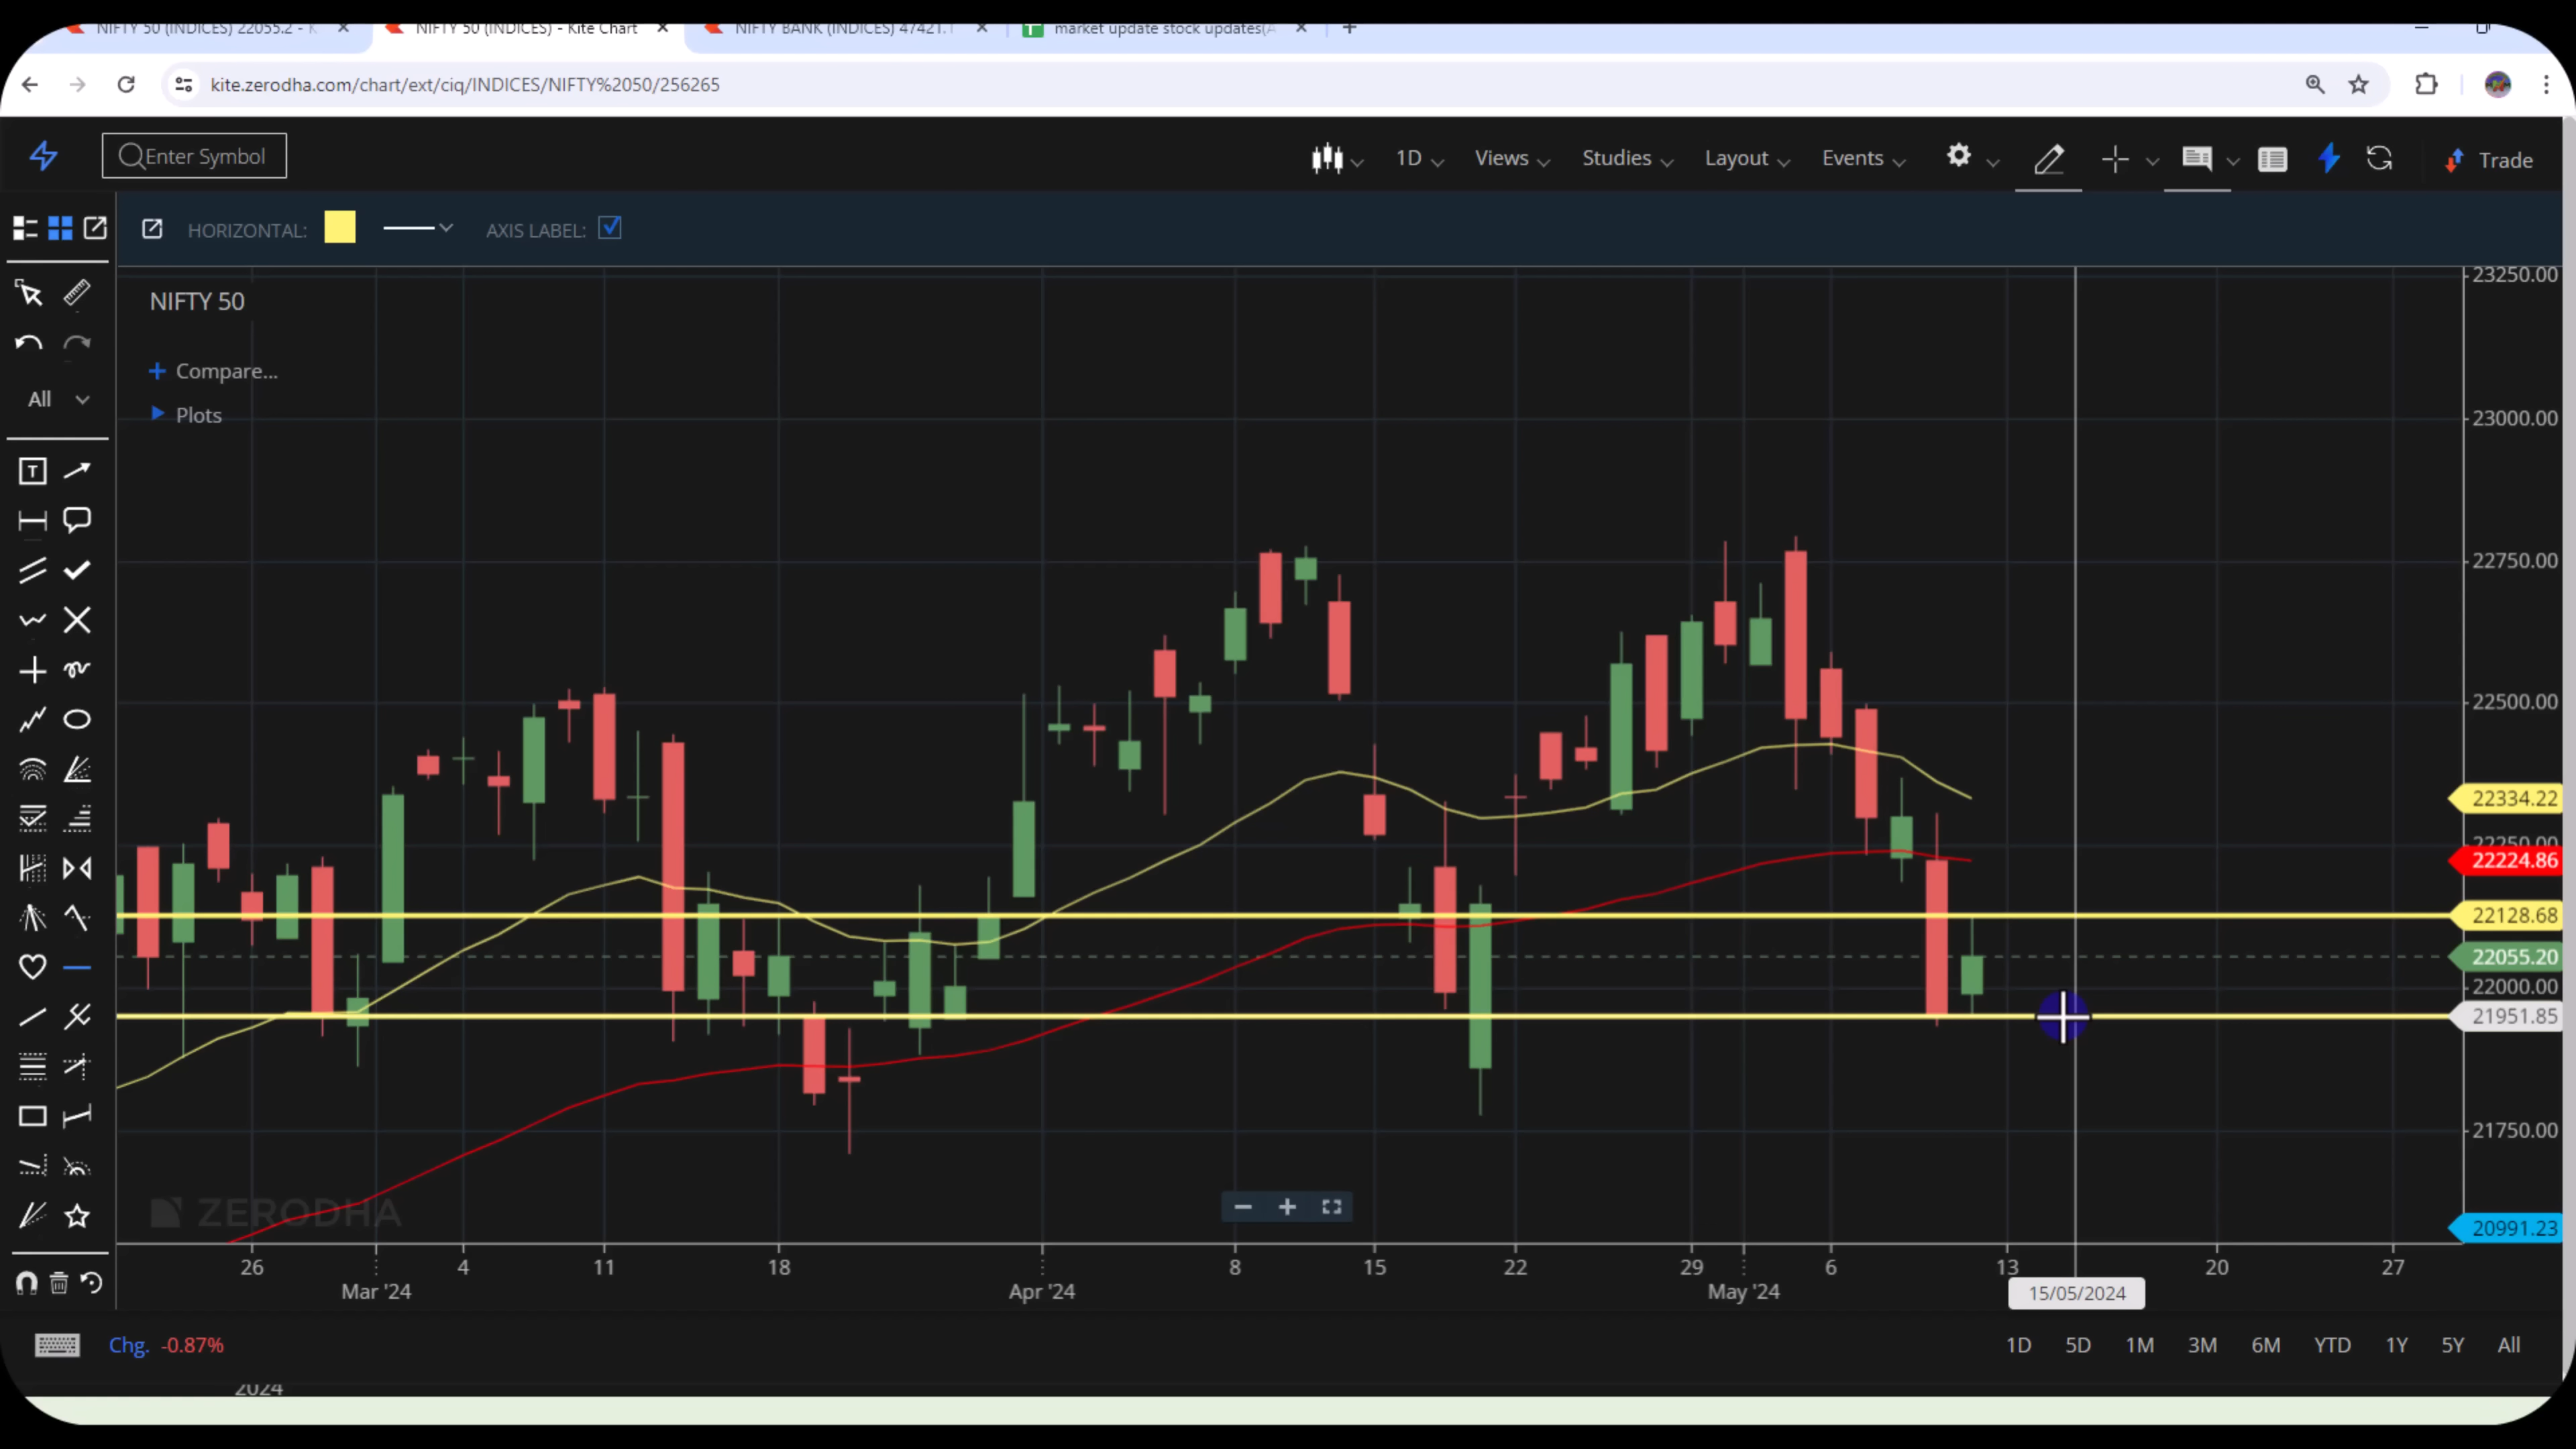 NIFTY 50 (INDICES) 22055.2 - K
NIFTY 50 (INDICES) - Kite Chart
NIFTY BANK (INDICES) 47421.1
market update stock updates(A
kite.zerodha.com/chart/ext/ciq/INDICES/NIFTY%2050/256265
Enter Symbol
1D
Views
Studies
Layout
Events
Trade
HORIZONTAL:
AXIS LABEL:
NIFTY 50
Compare...
Plots
All
T
23250.00
23000.00
22750.00
22500.00
22334.22
22250.00
22224.86
22128.68
22055.20
22000.00
21951.85
21750.00
20991.23
ZERODHA
26
4
11
18
8
15
22
29
6
13
20
27
Mar '24
Apr '24
May '24
15/05/2024
Chg. -0.87%
1D
5D
1M
3M
6M
YTD
1Y
5Y
All
2024